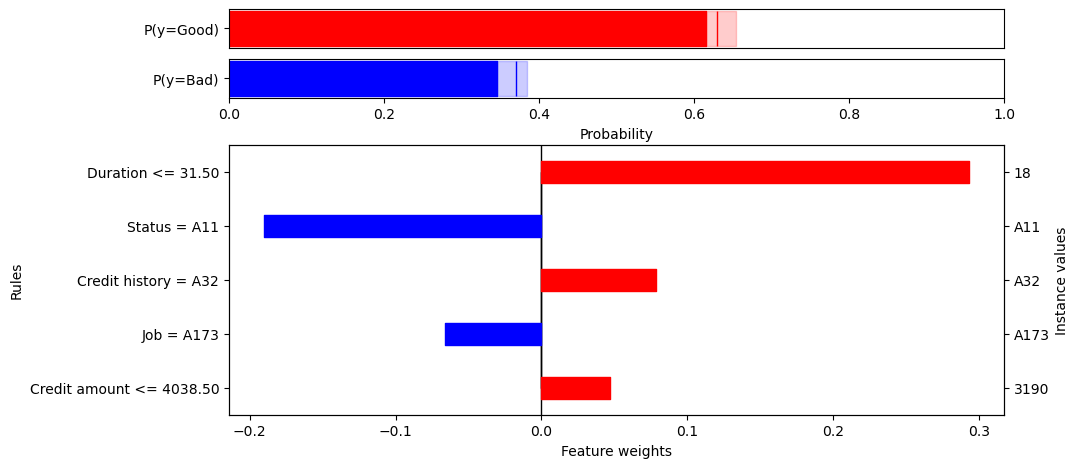 P(y=Good)
P(y=Bad)
0.0 0.2 0.4 0.6 0.8 1.0
Probability
Rules
Duration <= 31.50 18
Status = A11 A11
Credit history = A32 A32
Job = A173 A173
Credit amount <= 4038.50 3190
Instance values
−0.2 −0.1 0.0 0.1 0.2 0.3
Feature weights